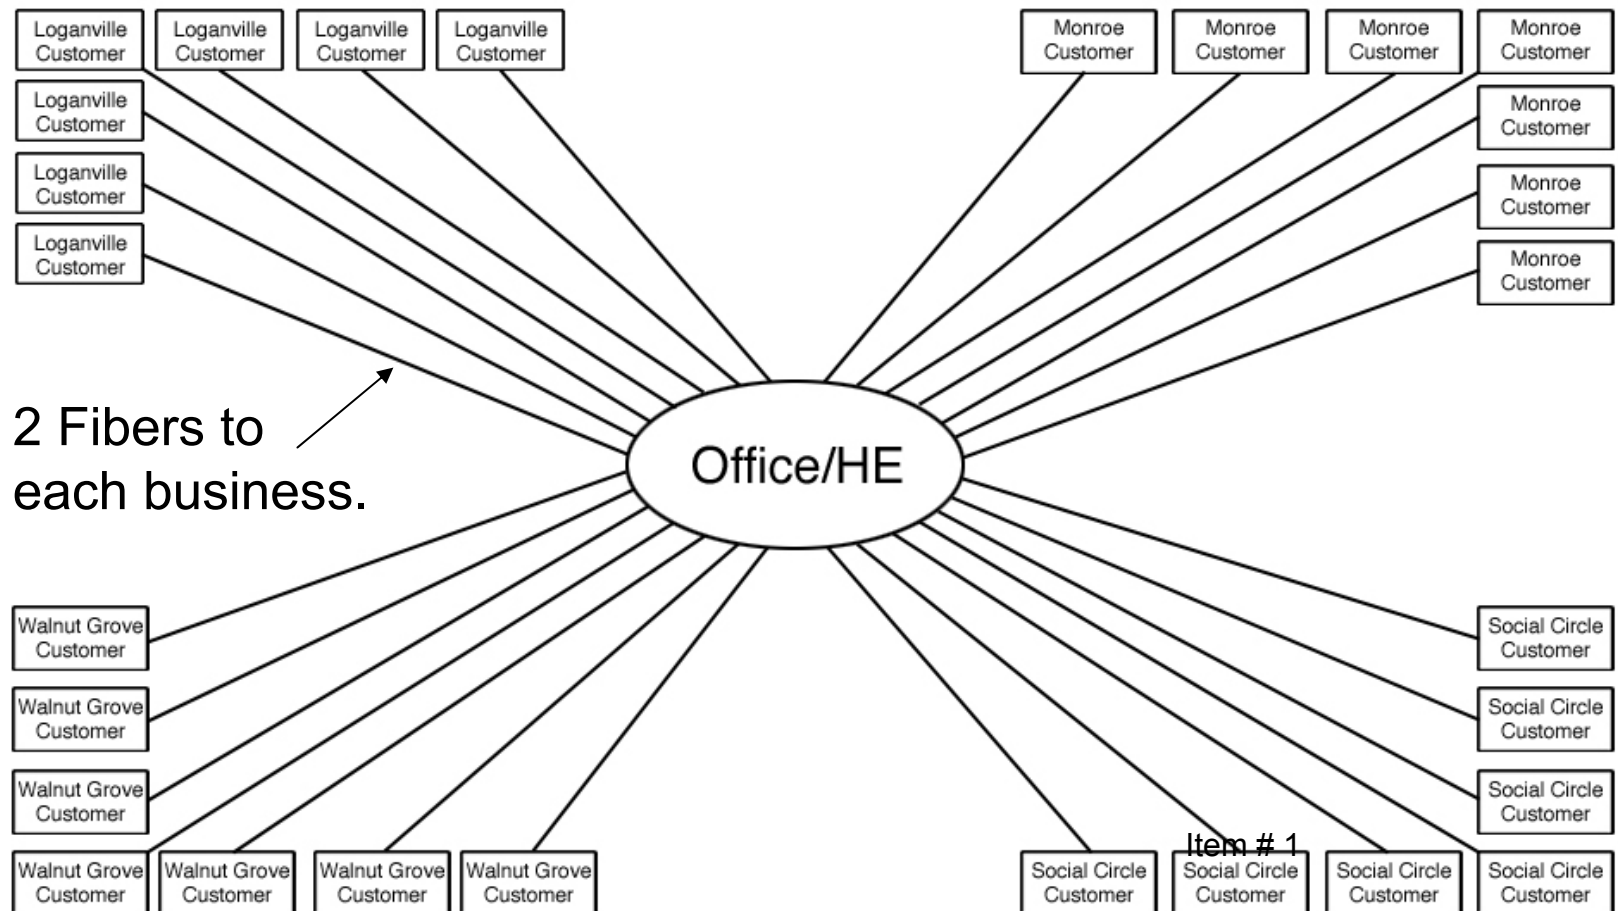 Loganville
Customer
Loganville
Customer
Loganville
Customer
Loganville
Customer
Monroe
Customer
Monroe
Customer
Monroe
Customer
Monroe
Customer
Loganville
Customer
Monroe
Customer
Loganville
Customer
Monroe
Customer
Loganville
Customer
Monroe
Customer
2 Fibers to
each business.
Office/HE
Walnut Grove
Customer
Social Circle
Customer
Walnut Grove
Customer
Social Circle
Customer
Walnut Grove
Customer
Social Circle
Customer
Item # 1
Walnut Grove
Customer
Walnut Grove
Customer
Walnut Grove
Customer
Walnut Grove
Customer
Social Circle
Customer
Social Circle
Customer
Social Circle
Customer
Social Circle
Customer